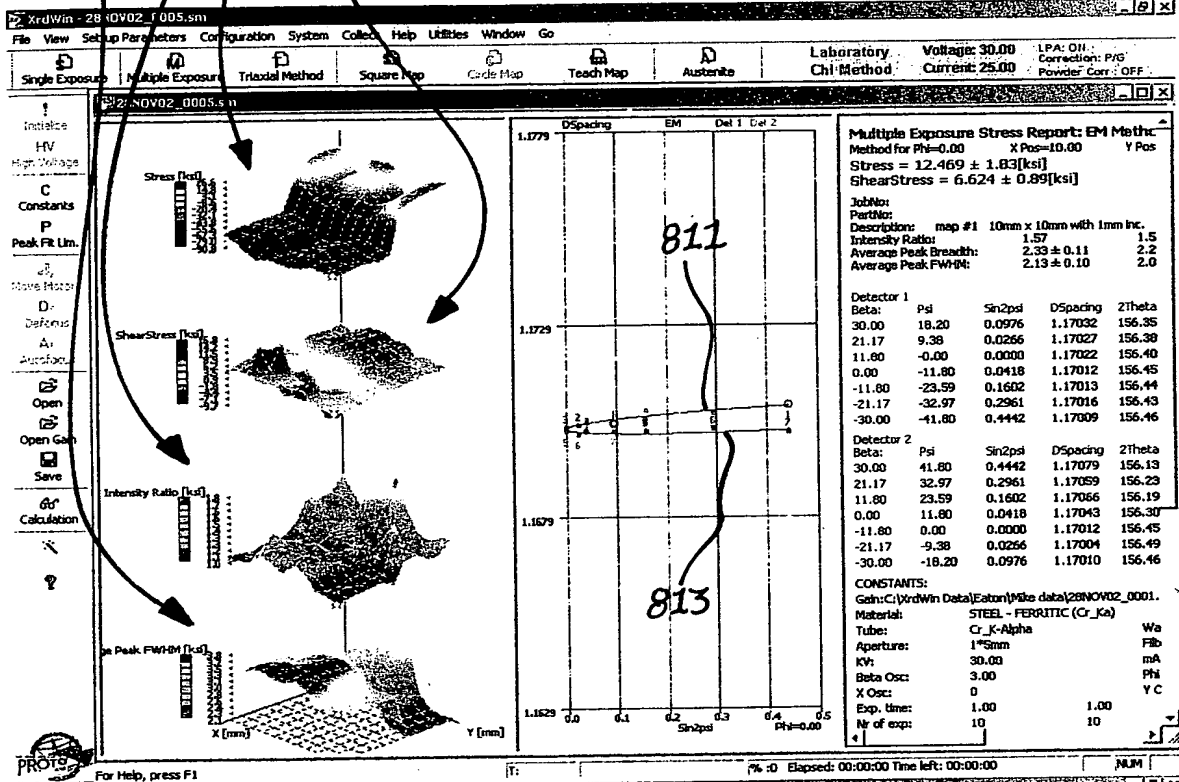 XrdWin - 28NOV02_0005.sm
File View Setup Parameters Configuration System Collect Help Utilities Window Go
Single Exposure Multiple Exposure Triaxial Method Square Map Circle Map Teach Map Austenite
Laboratory Voltage: 30.00 LPA: ON
Chi Method Current: 25.00 Correction: P/G
Powder Corr: OFF
28NOV02_0005.sm
Initialize
HV
High Voltage
C
Constants
P
Peak Fit Lim.
Move Motor
D
Defocus
A
Autofocus
Open
Open Gain
Save
Calculation
Stress [ksi]
ShearStress [ksi]
Intensity Ratio [ksi]
ge Peak FWHM [ksi]
X [mm] Y [mm]
DSpacing EM Det 1 Det 2
1.1779
1.1729
1.1679
1.1629
811
813
0.0 0.1 0.2 0.3 0.4 0.5
Sin2psi Phi=0.00
Multiple Exposure Stress Report: EM Metho
Method for Phi=0.00 X Pos=10.00 Y Pos
Stress = 12.469 ± 1.83[ksi]
ShearStress = 6.624 ± 0.89[ksi]
JobNo:
PartNo:
Description: map #1 10mm x 10mm with 1mm inc.
Intensity Ratio: 1.57 1.5
Average Peak Breadth: 2.33 ± 0.11 2.2
Average Peak FWHM: 2.13 ± 0.10 2.0
Detector 1
Beta: Psi Sin2psi DSpacing 2Theta
30.00 18.20 0.0976 1.17032 156.35
21.17 9.38 0.0266 1.17027 156.38
11.80 -0.00 0.0000 1.17022 156.40
0.00 -11.80 0.0418 1.17012 156.45
-11.80 -23.59 0.1602 1.17013 156.44
-21.17 -32.97 0.2961 1.17016 156.43
-30.00 -41.80 0.4442 1.17009 156.46
Detector 2
Beta: Psi Sin2psi DSpacing 2Theta
30.00 41.80 0.4442 1.17079 156.13
21.17 32.97 0.2961 1.17059 156.23
11.80 23.59 0.1602 1.17066 156.19
0.00 11.80 0.0418 1.17043 156.30
-11.80 0.00 0.0000 1.17012 156.45
-21.17 -9.38 0.0266 1.17004 156.49
-30.00 -18.20 0.0976 1.17010 156.46
CONSTANTS:
Gain:C:\XrdWin Data\Eaton\Mike data\28NOV02_0001.
Material: STEEL - FERRITIC (Cr_Ka)
Tube: Cr_K-Alpha Wa
Aperture: 1*5mm Filb
KV: 30.00 mA
Beta Osc: 3.00 Phi
X Osc: 0 Y C
Exp. time: 1.00 1.00
Nr of exp: 10 10
PROTO
For Help, press F1
T: % :0 Elapsed: 00:00:00 Time left: 00:00:00 NUM